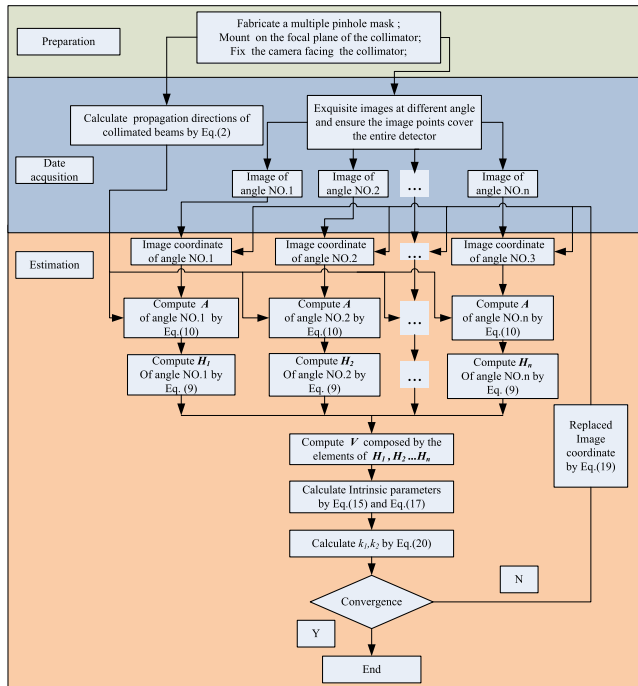 Preparation
Fabricate a multiple pinhole mask ;
Mount on the focal plane of the collimator;
Fix the camera facing the collimator;
Date
acqusition
Calculate propagation directions of
collimated beams by Eq.(2)
Exquisite images at different angle
and ensure the image points cover
the entire detector
Image of
angle NO.1
Image of
angle NO.2
...
Image of
angle NO.n
Estimation
Image coordinate
of angle NO.1
Image coordinate
of angle NO.2
...
Image coordinate
of angle NO.3
Compute A
of angle NO.1 by
Eq.(10)
Compute A
of angle NO.2 by
Eq.(10)
...
Compute A
of angle NO.n by
Eq.(10)
Compute H1
Of angle NO.1 by
Eq. (9)
Compute H2
Of angle NO.2 by
Eq. (9)
...
Compute Hn
Of angle NO.n by
Eq. (9)
Compute V composed by the
elements of H1 , H2 ... Hn
Replaced
Image
coordinate
by Eq.(19)
Calculate Intrinsic parameters
by Eq.(15) and Eq.(17)
Calculate k1,k2 by Eq.(20)
N
Convergence
Y
End